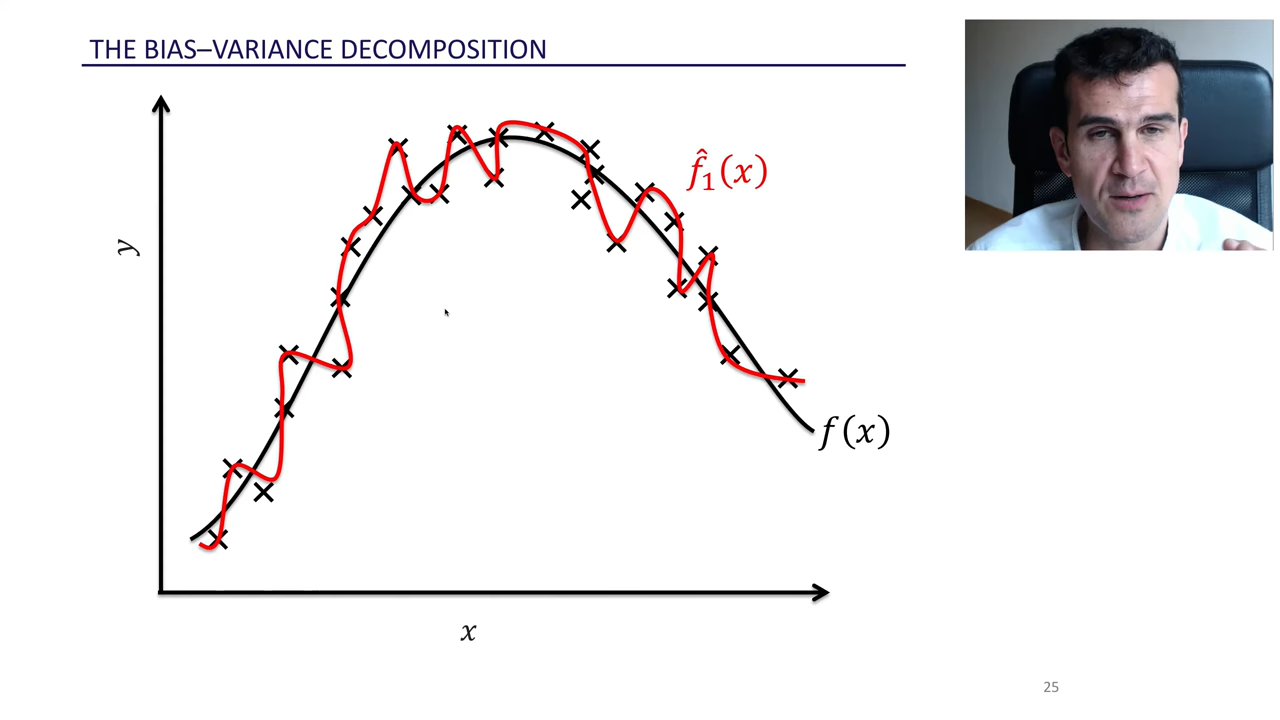 THE BIAS–VARIANCE DECOMPOSITION
f̂₁(x)
y
f(x)
x
25